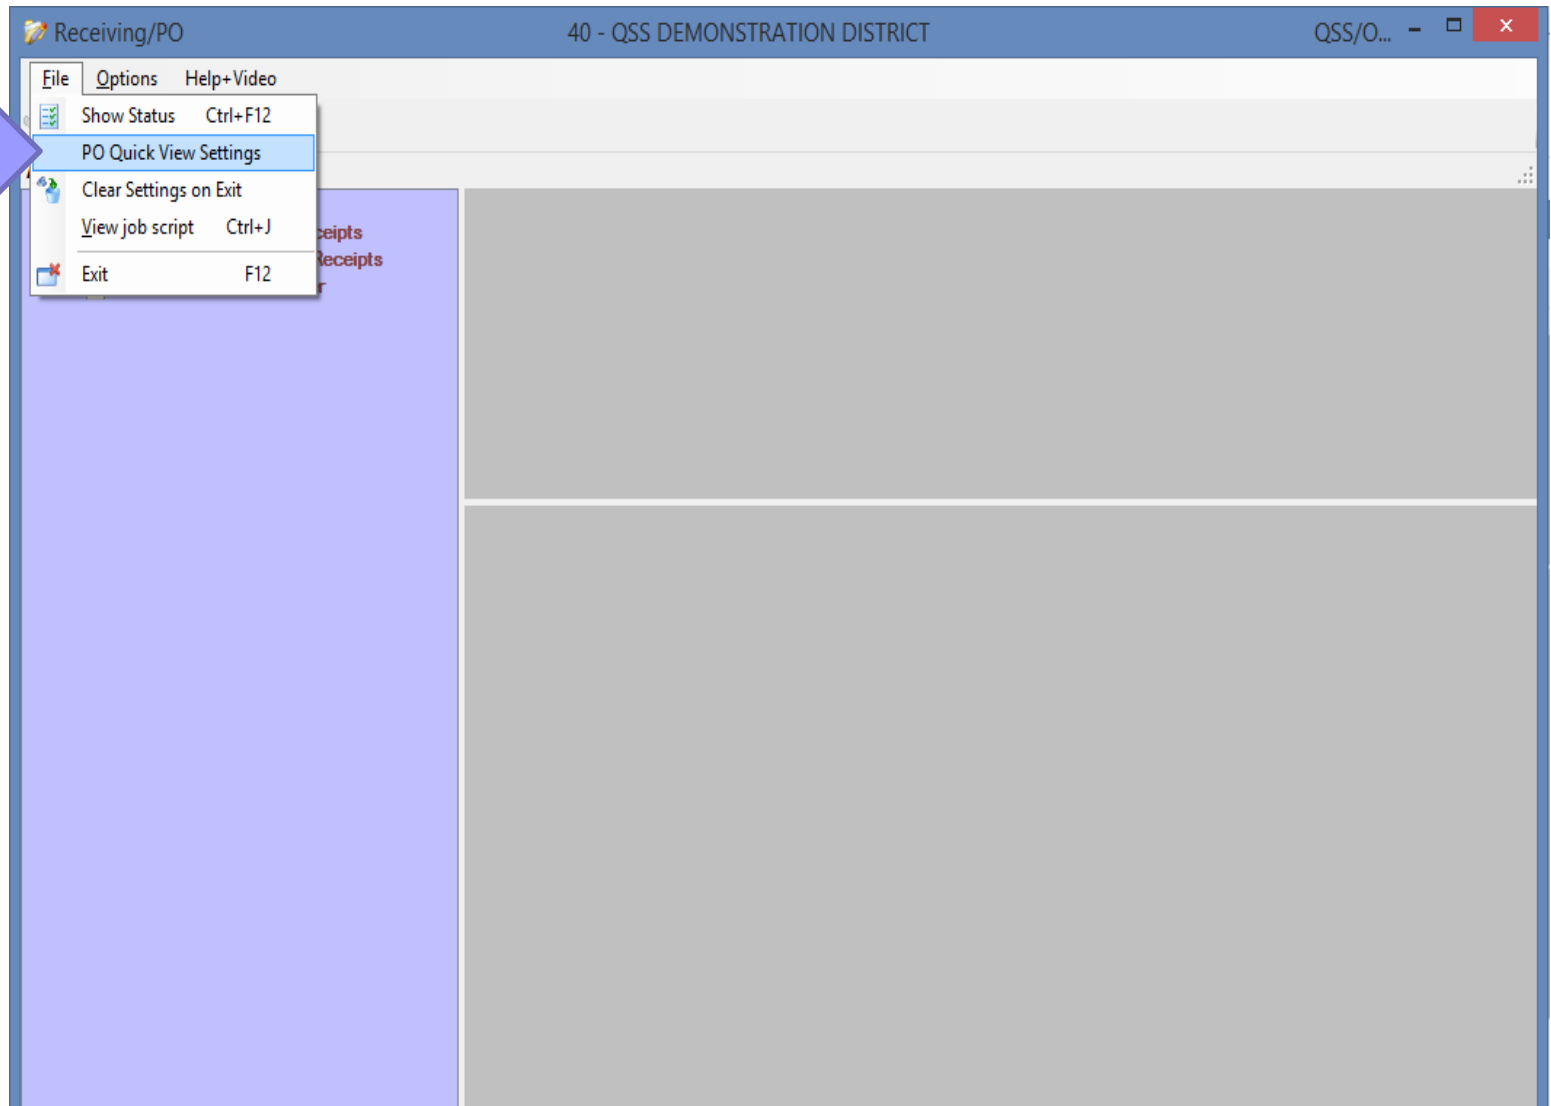 Receiving/PO 40 - QSS DEMONSTRATION DISTRICT QSS/O...
File Options Help+Video
Show Status Ctrl+F12
PO Quick View Settings
Clear Settings on Exit
View job script Ctrl+J
ceipts
Receipts
Exit F12
r